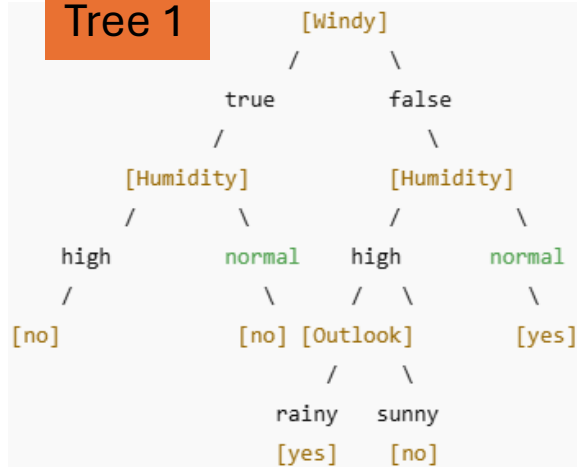 Tree 1
[Windy]
/ \
true false
/ \
[Humidity] [Humidity]
/ \ / \
high normal high normal
/ \ / \ \
[no] [no] [Outlook] [yes]
/ \
rainy sunny
[yes] [no]